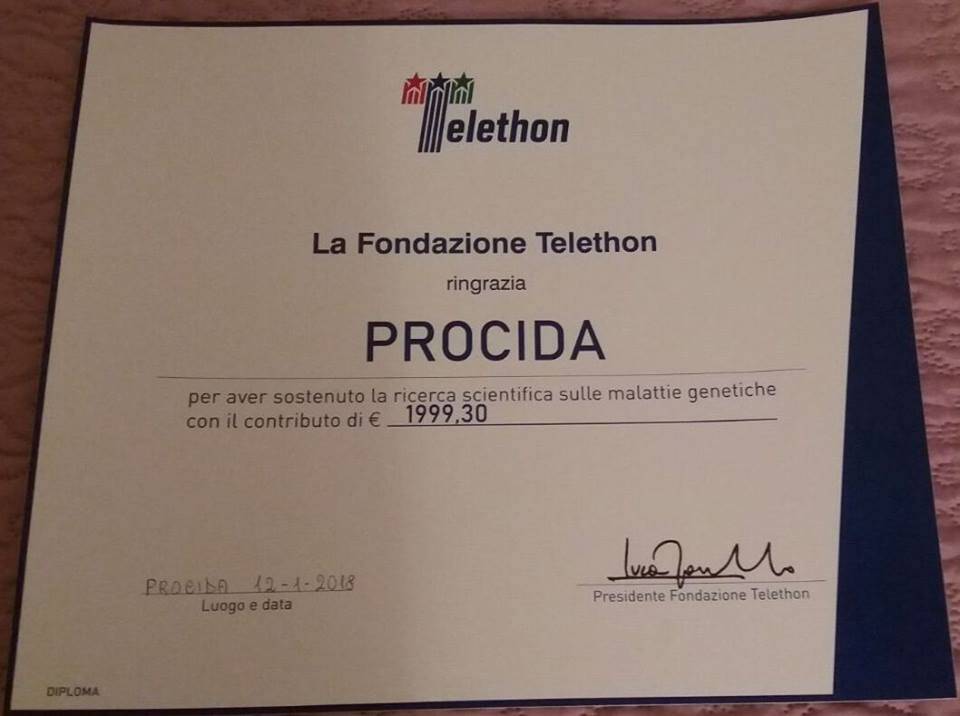 Telethon
La Fondazione Telethon
ringrazia
PROCIDA
per aver sostenuto la ricerca scientifica sulle malattie genetiche
con il contributo di € 1999,30
PROCIDA 12-1-2018
Luogo e data
Presidente Fondazione Telethon
DIPLOMA